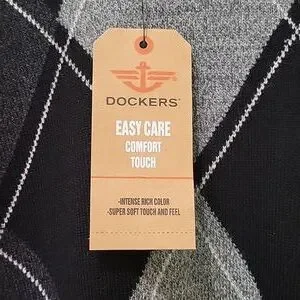 DOCKERS®
EASY CARE
COMFORT
TOUCH
-INTENSE RICH COLOR
-SUPER SOFT TOUCH AND FEEL